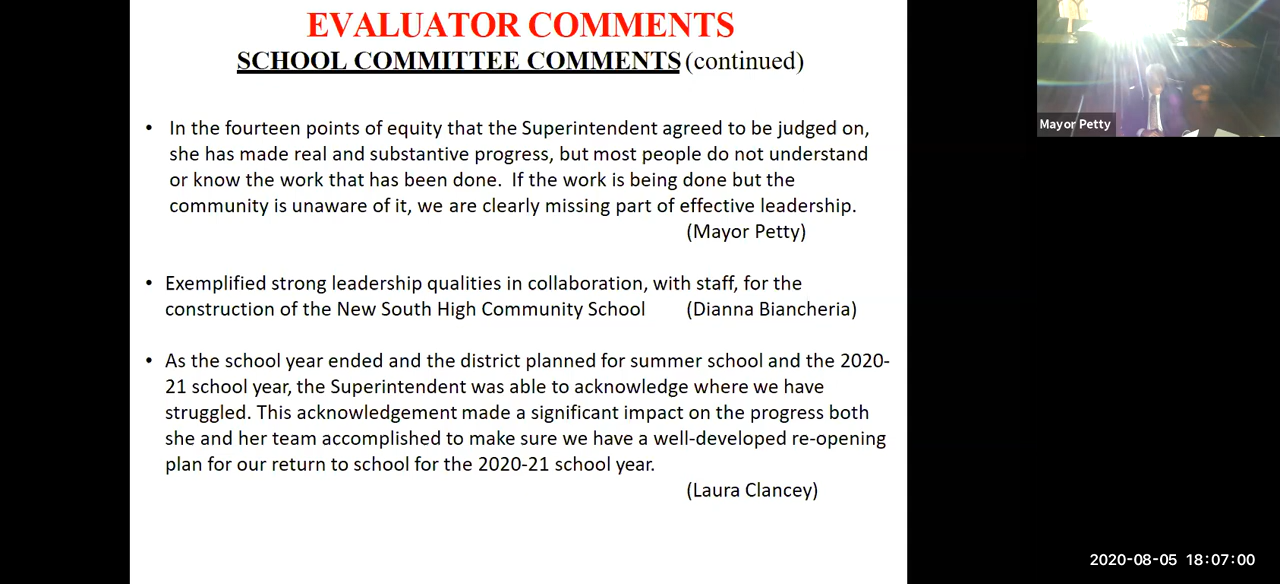 EVALUATOR COMMENTS
SCHOOL COMMITTEE COMMENTS (continued)
• In the fourteen points of equity that the Superintendent agreed to be judged on,
she has made real and substantive progress, but most people do not understand
or know the work that has been done. If the work is being done but the
community is unaware of it, we are clearly missing part of effective leadership.
(Mayor Petty)
• Exemplified strong leadership qualities in collaboration, with staff, for the
construction of the New South High Community School (Dianna Biancheria)
• As the school year ended and the district planned for summer school and the 2020-
21 school year, the Superintendent was able to acknowledge where we have
struggled. This acknowledgement made a significant impact on the progress both
she and her team accomplished to make sure we have a well-developed re-opening
plan for our return to school for the 2020-21 school year.
(Laura Clancey)
Mayor Petty
2020-08-05 18:07:00